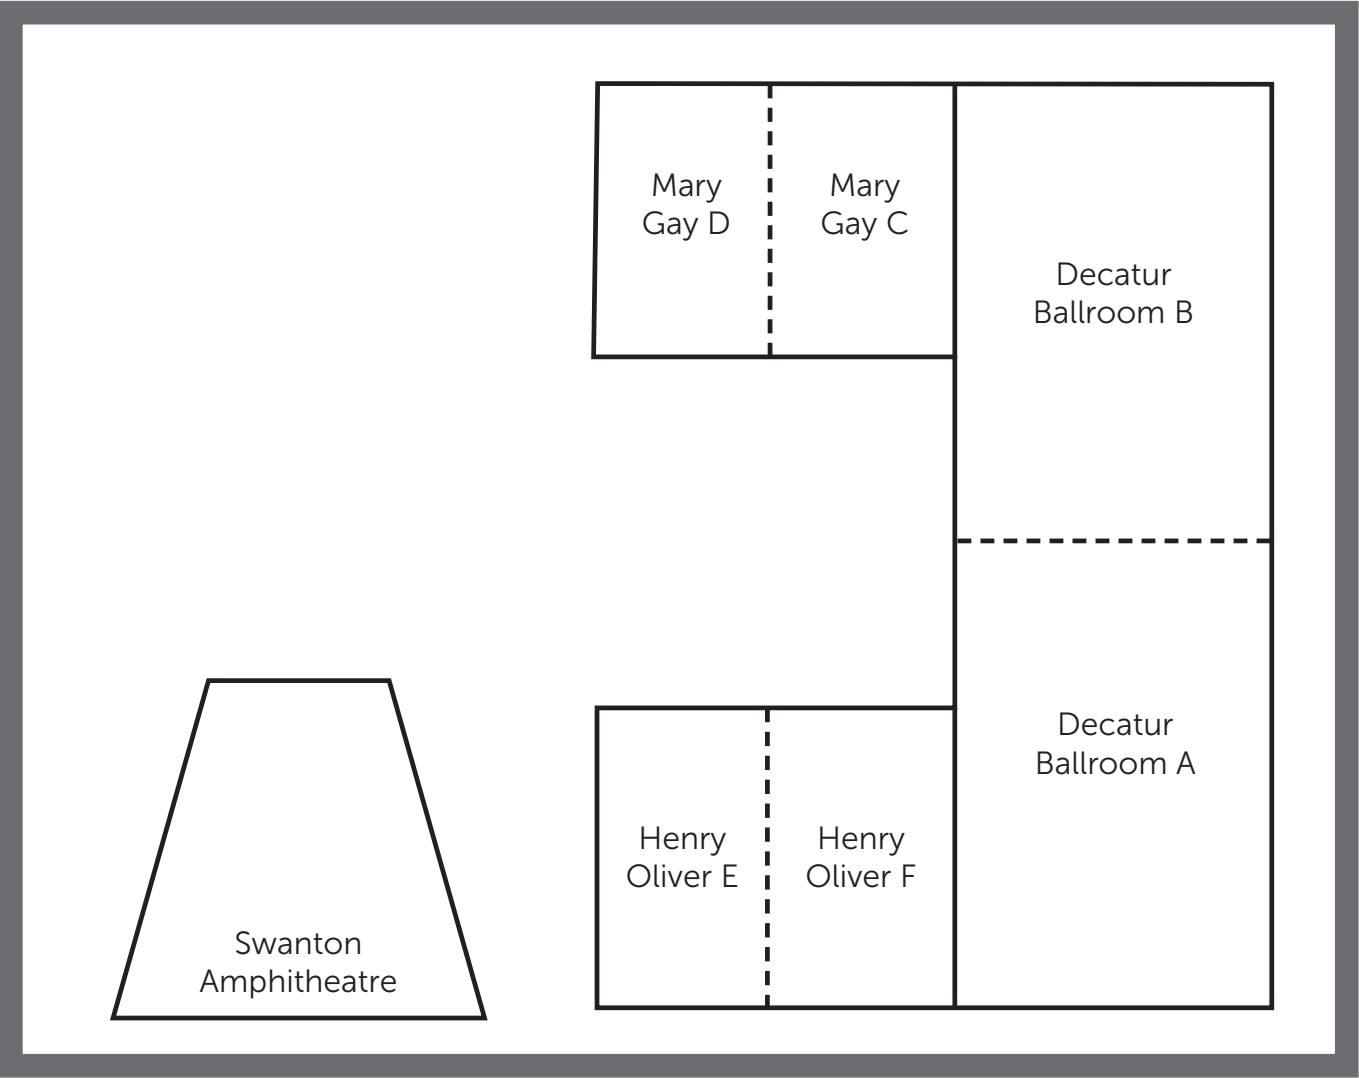 Mary
Gay D
Mary
Gay C
Decatur
Ballroom B
Decatur
Ballroom A
Henry
Oliver E
Henry
Oliver F
Swanton
Amphitheatre